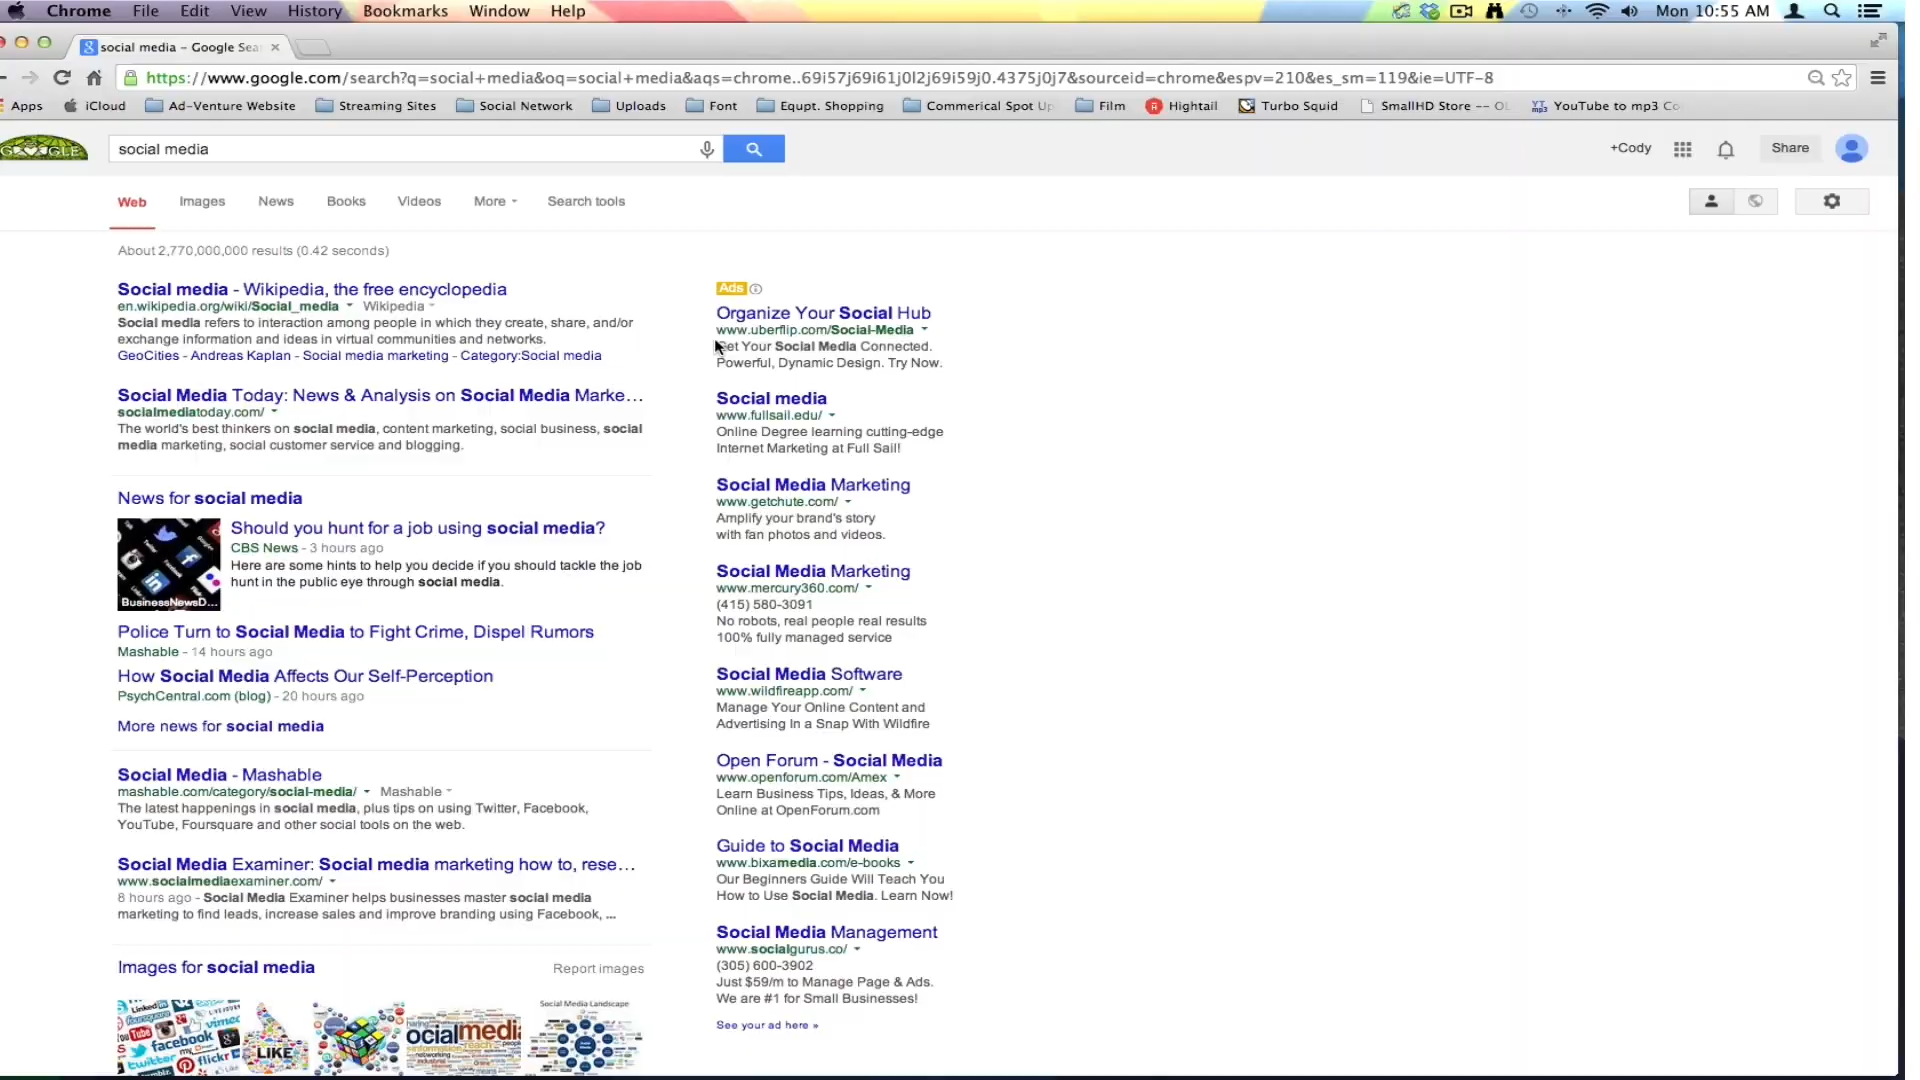 Chrome File Edit View History Bookmarks Window Help Mon 10:55 AM
social media – Google Sea
https://www.google.com/search?q=social+media&oq=social+media&aqs=chrome..69i57j69i61j0l2j69i59j0.4375j0j7&sourceid=chrome&espv=210&es_sm=119&ie=UTF-8
Apps iCloud Ad-Venture Website Streaming Sites Social Network Uploads Font Equpt. Shopping Commerical Spot Up Film Hightail Turbo Squid SmallHD Store -- OL YouTube to mp3 Co
GOOGLE social media +Cody Share
Web Images News Books Videos More Search tools
About 2,770,000,000 results (0.42 seconds)
Social media - Wikipedia, the free encyclopedia
en.wikipedia.org/wiki/Social_media Wikipedia
Social media refers to interaction among people in which they create, share, and/or
exchange information and ideas in virtual communities and networks.
GeoCities - Andreas Kaplan - Social media marketing - Category:Social media
Social Media Today: News & Analysis on Social Media Marke...
socialmediatoday.com/
The world's best thinkers on social media, content marketing, social business, social
media marketing, social customer service and blogging.
News for social media
Should you hunt for a job using social media?
CBS News - 3 hours ago
Here are some hints to help you decide if you should tackle the job
hunt in the public eye through social media.
BusinessNewsD...
Police Turn to Social Media to Fight Crime, Dispel Rumors
Mashable - 14 hours ago
How Social Media Affects Our Self-Perception
PsychCentral.com (blog) - 20 hours ago
More news for social media
Social Media - Mashable
mashable.com/category/social-media/ Mashable
The latest happenings in social media, plus tips on using Twitter, Facebook,
YouTube, Foursquare and other social tools on the web.
Social Media Examiner: Social media marketing how to, rese...
www.socialmediaexaminer.com/
8 hours ago - Social Media Examiner helps businesses master social media
marketing to find leads, increase sales and improve branding using Facebook, ...
Images for social media Report images
LinkedIn
foursquare
You Tube vimeo
facebook
twitter flickr
LIKE
ocialmedi
Social Media Landscape
Ads
Organize Your Social Hub
www.uberflip.com/Social-Media
Get Your Social Media Connected.
Powerful, Dynamic Design. Try Now.
Social media
www.fullsail.edu/
Online Degree learning cutting-edge
Internet Marketing at Full Sail!
Social Media Marketing
www.getchute.com/
Amplify your brand's story
with fan photos and videos.
Social Media Marketing
www.mercury360.com/
(415) 580-3091
No robots, real people real results
100% fully managed service
Social Media Software
www.wildfireapp.com/
Manage Your Online Content and
Advertising In a Snap With Wildfire
Open Forum - Social Media
www.openforum.com/Amex
Learn Business Tips, Ideas, & More
Online at OpenForum.com
Guide to Social Media
www.bixamedia.com/e-books
Our Beginners Guide Will Teach You
How to Use Social Media. Learn Now!
Social Media Management
www.socialgurus.co/
(305) 600-3902
Just $59/m to Manage Page & Ads.
We are #1 for Small Businesses!
See your ad here »